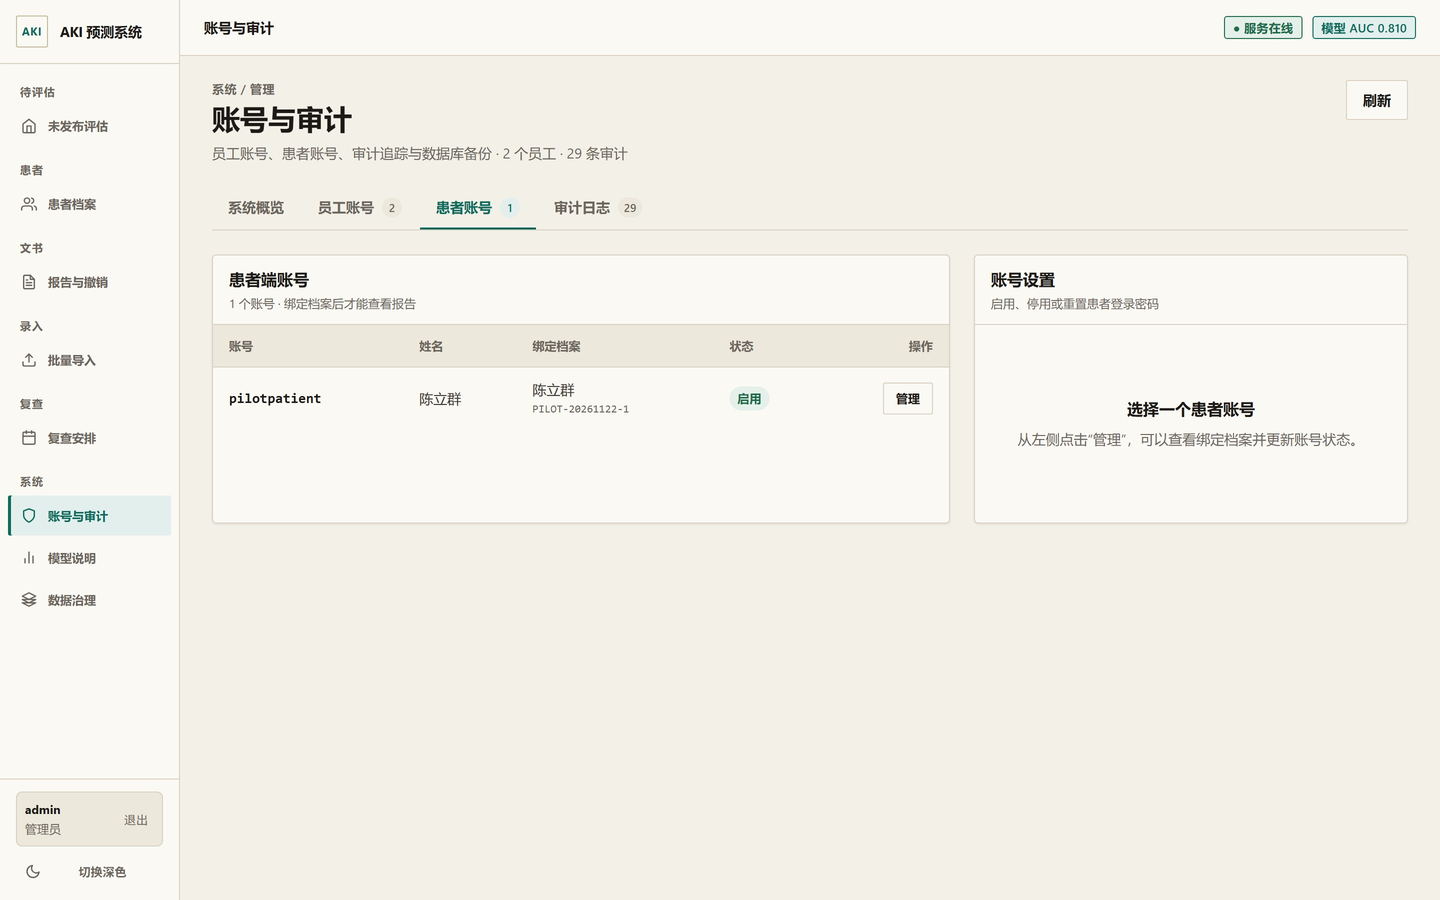 AKI
AKI 预测系统
待评估
未发布评估
患者
患者档案
文书
报告与撤销
录入
批量导入
复查
复查安排
系统
账号与审计
模型说明
数据治理
admin
管理员
退出
切换深色
账号与审计
服务在线
模型 AUC 0.810
系统 / 管理
账号与审计
员工账号、患者账号、审计追踪与数据库备份 · 2 个员工 · 29 条审计
刷新
系统概览
员工账号 2
患者账号 1
审计日志 29
患者端账号
1 个账号 · 绑定档案后才能查看报告
账号 姓名 绑定档案 状态 操作
pilotpatient 陈立群 陈立群 启用 管理
PILOT-20261122-1
账号设置
启用、停用或重置患者登录密码
选择一个患者账号
从左侧点击“管理”，可以查看绑定档案并更新账号状态。